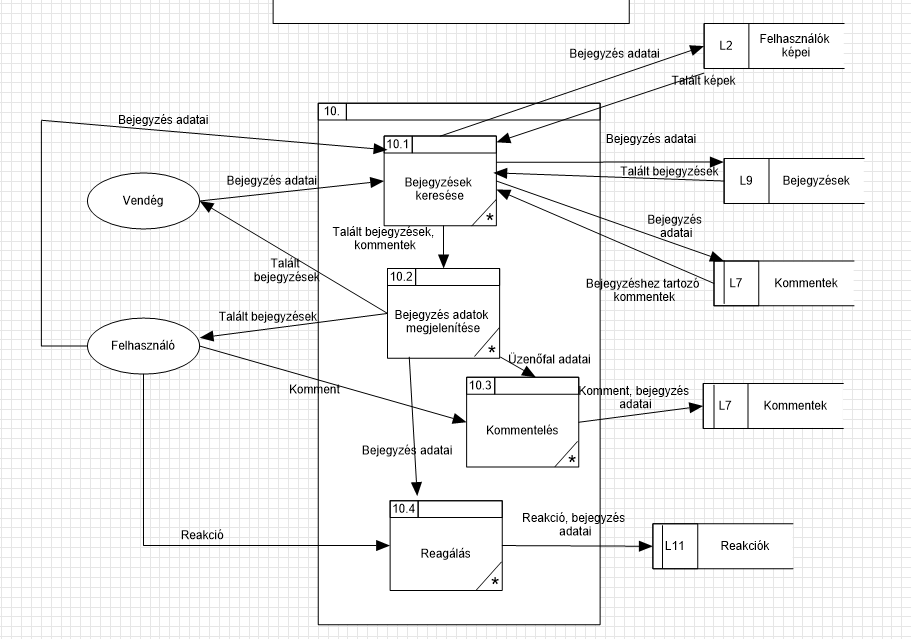 Bejegyzés adatai
L2
Felhasználók
képei
Talált képek
10.
Bejegyzés adatai
10.1
Bejegyzések
keresése
*
Bejegyzés adatai
Talált bejegyzések
L9
Bejegyzések
Vendég
Bejegyzés adatai
Bejegyzés
adatai
Talált bejegyzések,
kommentek
Talált
bejegyzések
10.2
Bejegyzés adatok
megjelenítése
*
Bejegyzéshez tartozó
kommentek
L7
Kommentek
Talált bejegyzések
Felhasználó
Üzenőfal adatai
Komment
10.3
Kommentelés
*
Komment, bejegyzés
adatai
L7
Kommentek
Bejegyzés adatai
10.4
Reagálás
*
Reakció
Reakció, bejegyzés
adatai
L11
Reakciók